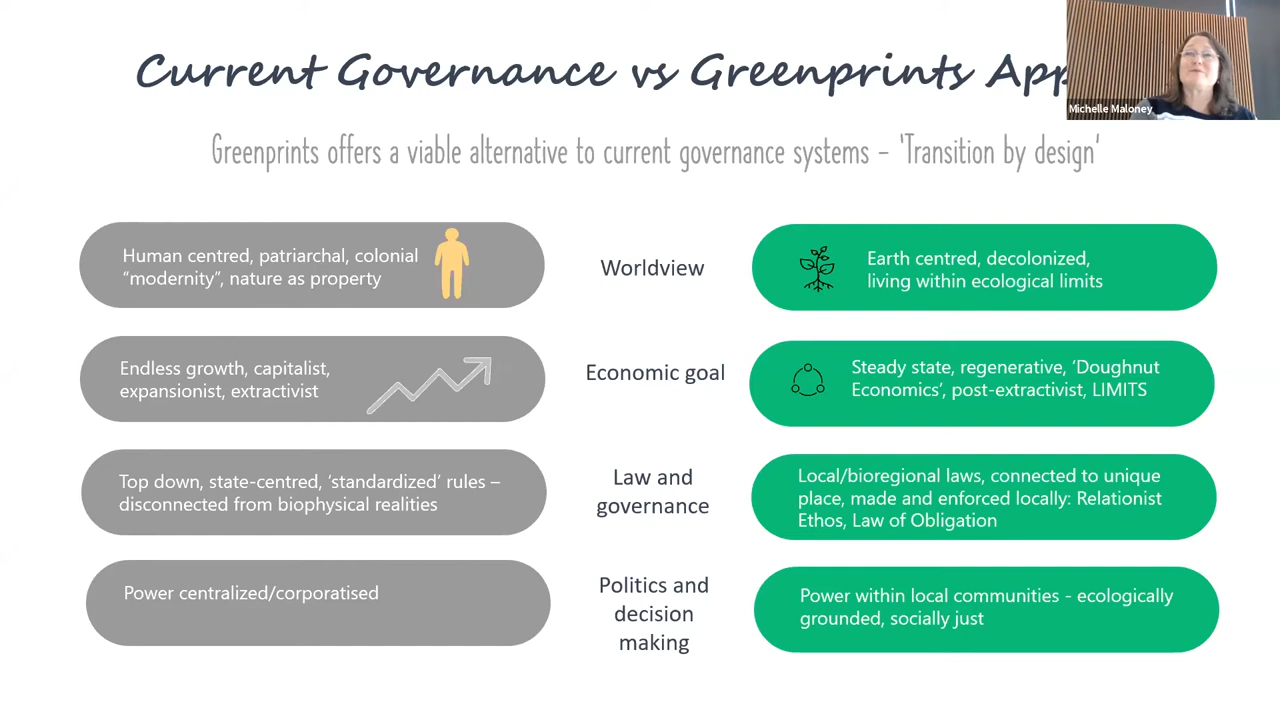 Current Governance vs Greenprints App
Michelle Maloney
Greenprints offers a viable alternative to current governance systems – 'Transition by design'
Human centred, patriarchal, colonial
“modernity”, nature as property
Worldview
Earth centred, decolonized,
living within ecological limits
Endless growth, capitalist,
expansionist, extractivist
Economic goal
Steady state, regenerative, ‘Doughnut
Economics’, post-extractivist, LIMITS
Top down, state-centred, ‘standardized’ rules –
disconnected from biophysical realities
Law and
governance
Local/bioregional laws, connected to unique
place, made and enforced locally: Relationist
Ethos, Law of Obligation
Power centralized/corporatised
Politics and
decision
making
Power within local communities - ecologically
grounded, socially just